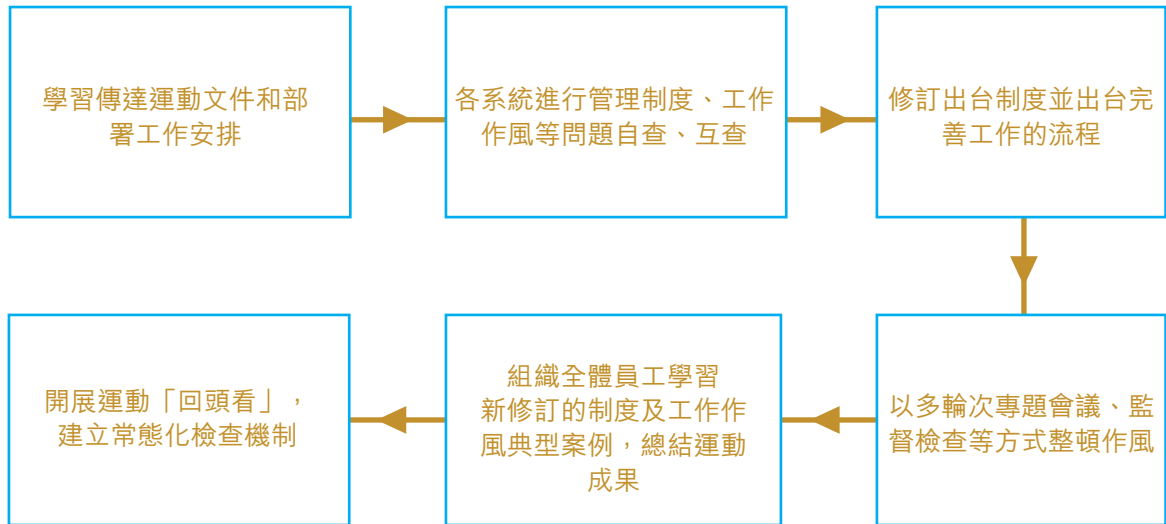 學習傳達運動文件和部
署工作安排
各系統進行管理制度、工作
作風等問題自查、互查
修訂出台制度並出台完
善工作的流程
以多輪次專題會議、監
督檢查等方式整頓作風
組織全體員工學習
新修訂的制度及工作作
風典型案例，總結運動
成果
開展運動「回頭看」，
建立常態化檢查機制